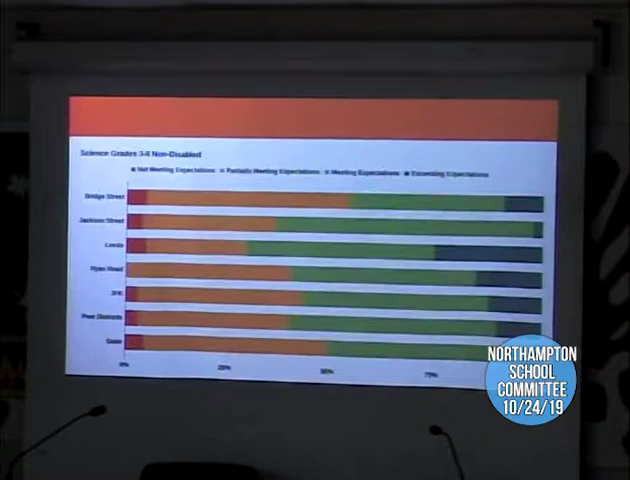 Science Grades 3-8 Non-Disabled
Not Meeting Expectations Partially Meeting Expectations Meeting Expectations Exceeding Expectations
Bridge Street
Jackson Street
Leeds
Ryan Road
JFK
Peer Districts
State
0% 25% 50% 75%
NORTHAMPTON
SCHOOL
COMMITTEE
10/24/19